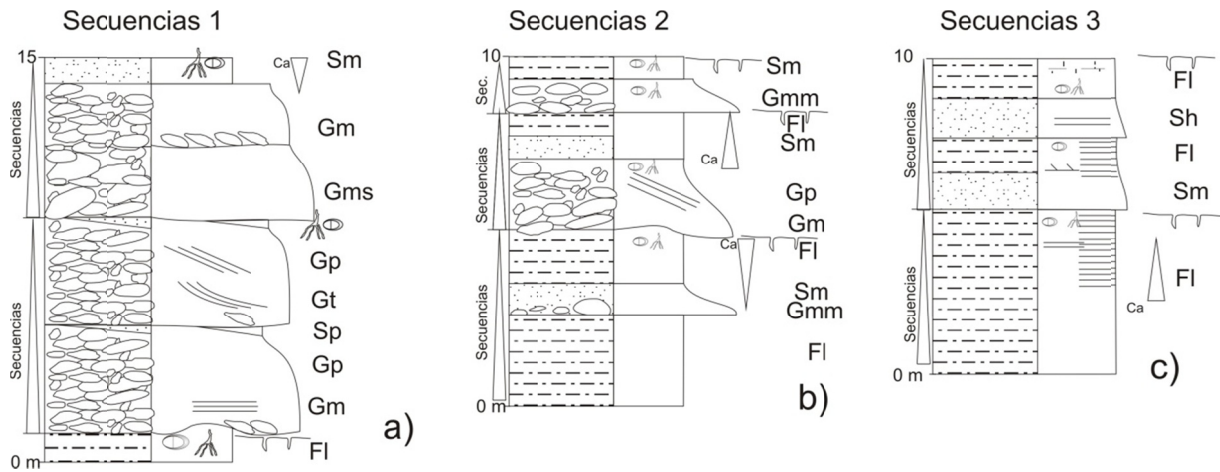 Secuencias 1
15
Ca
Sm
Gm
Gms
Gp
Gt
Sp
Gp
Gm
Fl
Secuencias
Secuencias
0 m
a)
Secuencias 2
10
Sm
Gmm
Fl
Sm
Ca
Gp
Gm
Ca
Fl
Sm
Gmm
Fl
Sec.
Secuencias
Secuencias
0 m
b)
Secuencias 3
10
Fl
Sh
Fl
Sm
Fl
Ca
Secuencias
Secuencias
0 m
c)